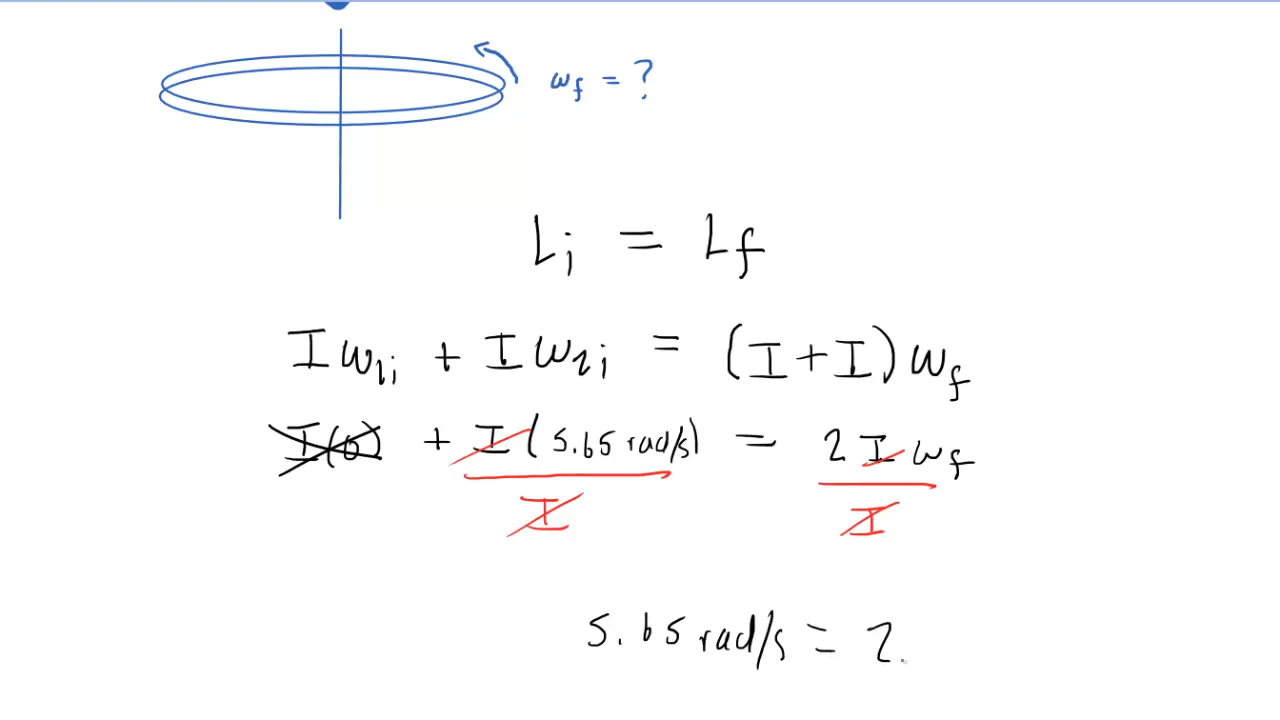 ωf = ?
Li = Lf
Iω1i + Iω2i = (I+I)ωf
I(0) + I(5.65 rad/s) = 2Iωf
I I
5.65 rad/s = 2